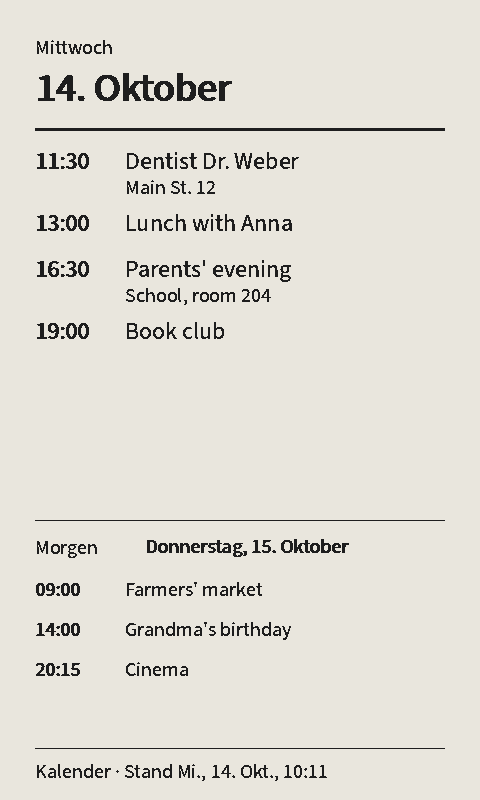 Mittwoch
14. Oktober
11:30 Dentist Dr. Weber
Main St. 12
13:00 Lunch with Anna
16:30 Parents' evening
School, room 204
19:00 Book club
Morgen Donnerstag, 15. Oktober
09:00 Farmers' market
14:00 Grandma's birthday
20:15 Cinema
Kalender · Stand Mi., 14. Okt., 10:11